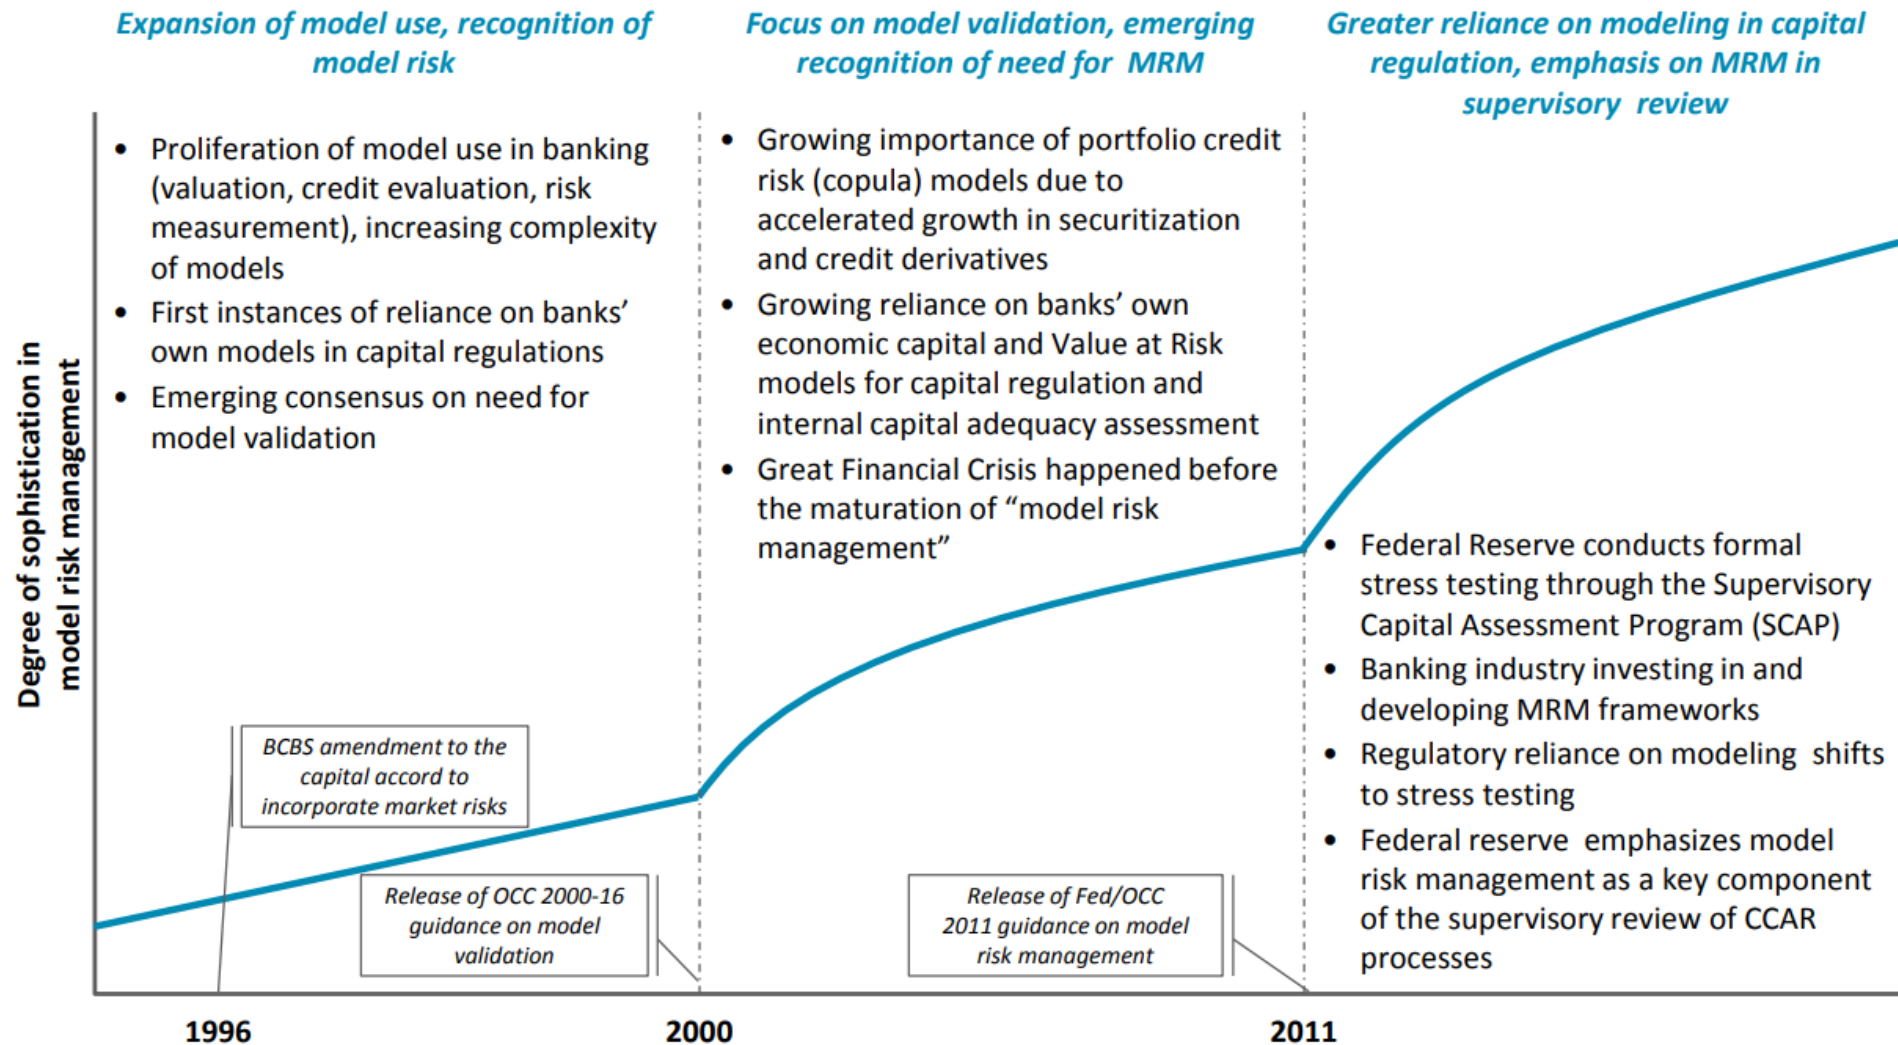 Expansion of model use, recognition of
model risk
Focus on model validation, emerging
recognition of need for MRM
Greater reliance on modeling in capital
regulation, emphasis on MRM in
supervisory review
Degree of sophistication in
model risk management
• Proliferation of model use in banking
(valuation, credit evaluation, risk
measurement), increasing complexity
of models
• First instances of reliance on banks’
own models in capital regulations
• Emerging consensus on need for
model validation
• Growing importance of portfolio credit
risk (copula) models due to
accelerated growth in securitization
and credit derivatives
• Growing reliance on banks’ own
economic capital and Value at Risk
models for capital regulation and
internal capital adequacy assessment
• Great Financial Crisis happened before
the maturation of “model risk
management”
• Federal Reserve conducts formal
stress testing through the Supervisory
Capital Assessment Program (SCAP)
• Banking industry investing in and
developing MRM frameworks
• Regulatory reliance on modeling shifts
to stress testing
• Federal reserve emphasizes model
risk management as a key component
of the supervisory review of CCAR
processes
BCBS amendment to the
capital accord to
incorporate market risks
Release of OCC 2000-16
guidance on model
validation
Release of Fed/OCC
2011 guidance on model
risk management
1996
2000
2011